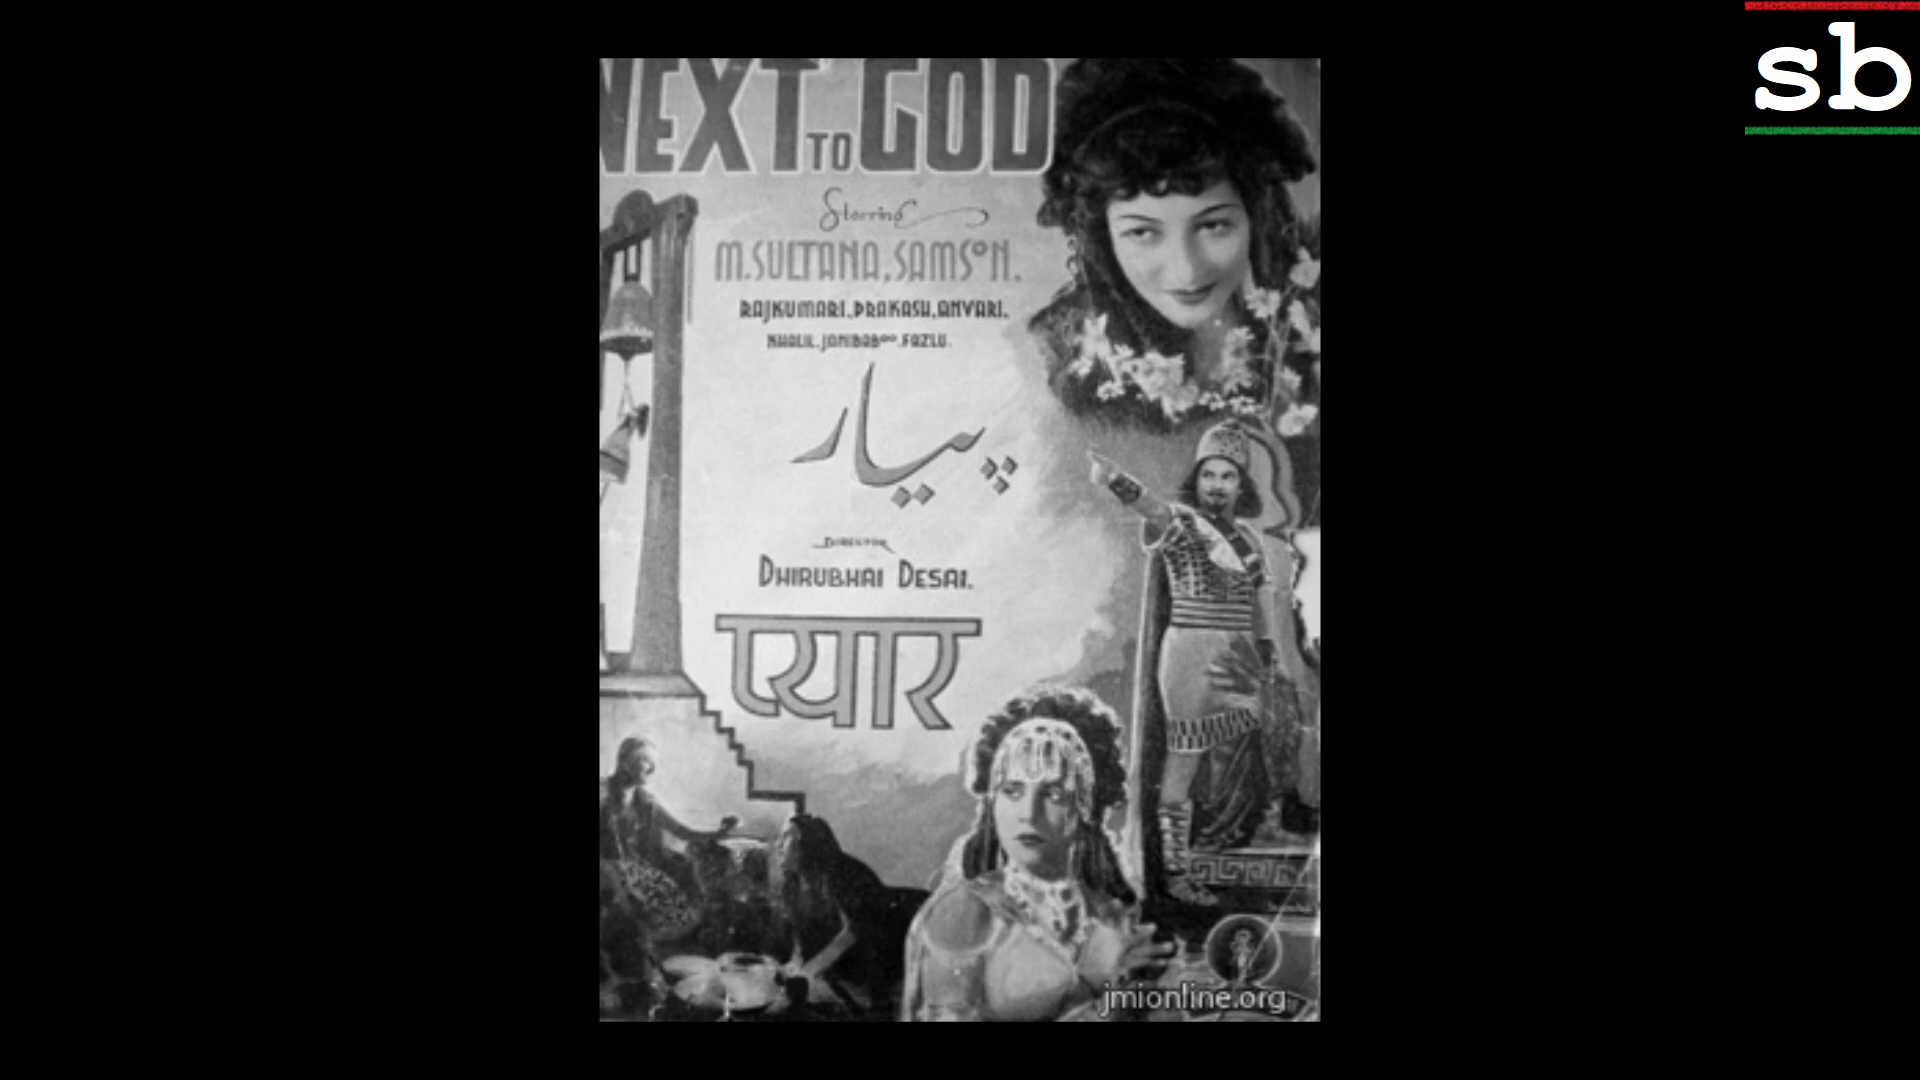 sb
NEXT TO GOD
Starring
M. SULTANA, SAMSON.
RAJKUMARI. PRAKASH, ANVARI.
KHALIL. JANIBABOO. FAZLU.
پیار
DIRECTOR
DHIRUBHAI DESAI.
प्यार
jmionline.org